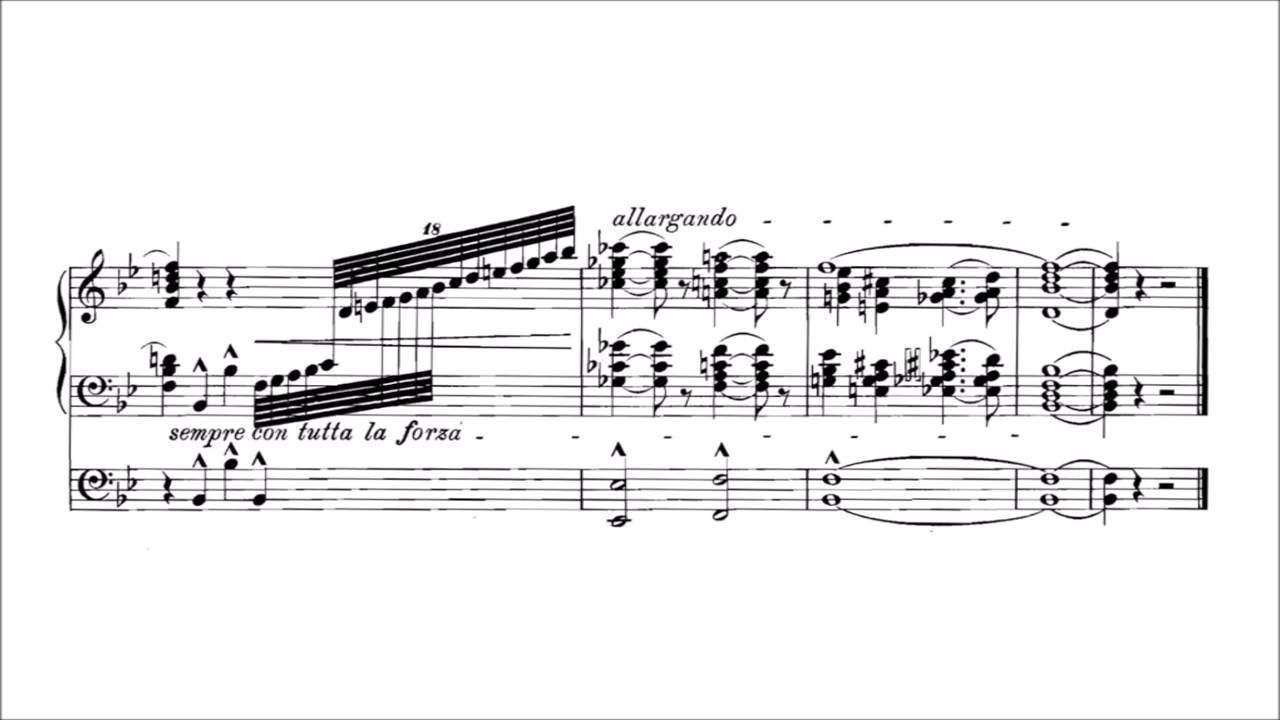 18
allargando - - - - - -
sempre con tutta la forza - - - - - - -